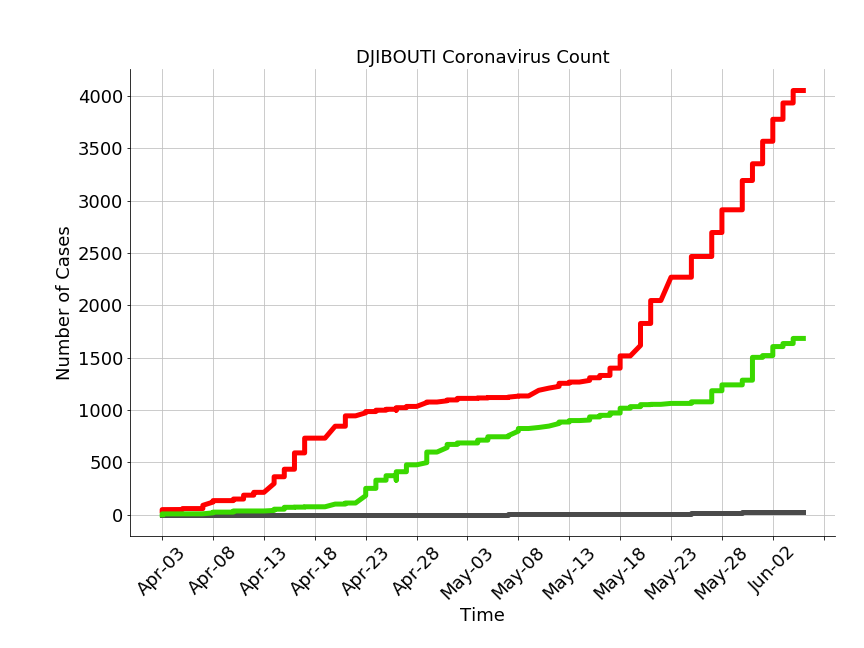 DJIBOUTI Coronavirus Count
4000
3500
3000
2500
2000
1500
1000
500
0
Number of Cases
Apr-03
Apr-08
Apr-13
Apr-18
Apr-23
Apr-28
May-03
May-08
May-13
May-18
May-23
May-28
Jun-02
Time